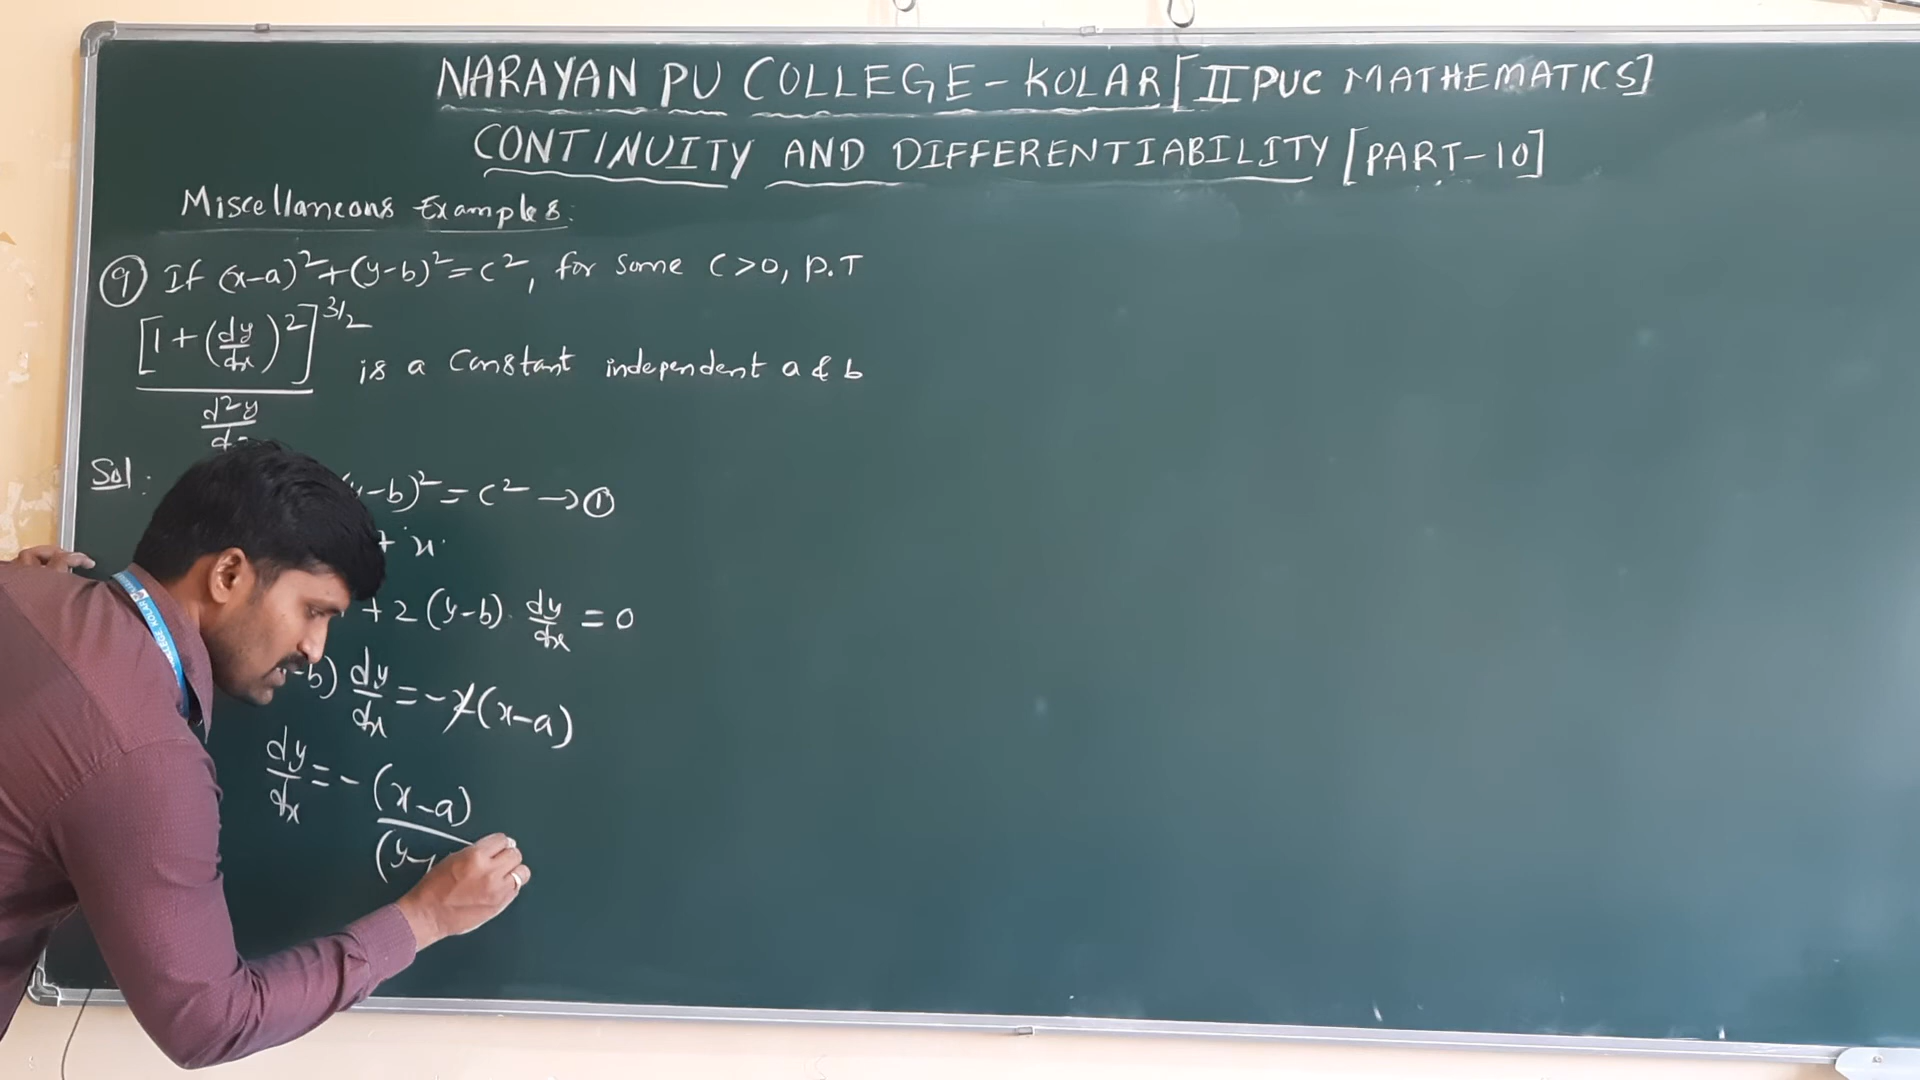 NARAYAN PU COLLEGE - KOLAR [II PUC MATHEMATICS]
CONTINUITY AND DIFFERENTIABILITY [PART-10]
Miscellaneous Examples:
(9) If (x-a)²+(y-b)²=c², for some c>0, P.T
[1+(dy/dx)²]^3/2
is a constant independent a & b
d²y
Sol:
-b)²=c² →①
x.
+2(y-b).dy/dx=0
-b)dy/dx=-2(x-a)
dy/dx=-(x-a)
(y-
KOLAR